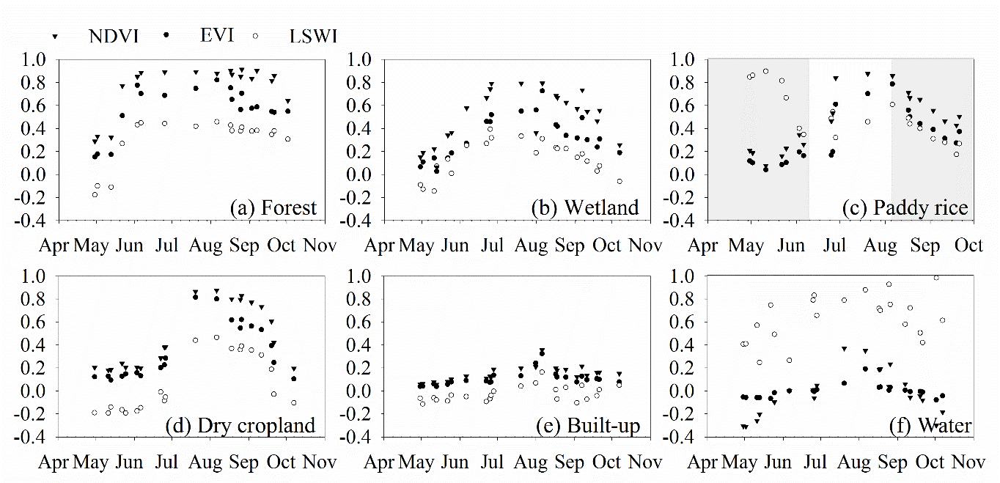 NDVI EVI LSWI
1.0 1.0 1.0
0.8 0.8 0.8
0.6 0.6 0.6
0.4 0.4 0.4
0.2 0.2 0.2
0.0 0.0 0.0
-0.2 -0.2 -0.2
(a) Forest (b) Wetland (c) Paddy rice
-0.4 -0.4 -0.4
Apr May Jun Jul Aug Sep Oct Nov Apr May Jun Jul Aug Sep Oct Nov Apr May Jun Jul Aug Sep Oct
1.0 1.0 1.0
0.8 0.8 0.8
0.6 0.6 0.6
0.4 0.4 0.4
0.2 0.2 0.2
0.0 0.0 0.0
-0.2 -0.2 -0.2
(d) Dry cropland (e) Built-up (f) Water
-0.4 -0.4 -0.4
Apr May Jun Jul Aug Sep Oct Nov Apr May Jun Jul Aug Sep Oct Nov Apr May Jun Jul Aug Sep Oct Nov